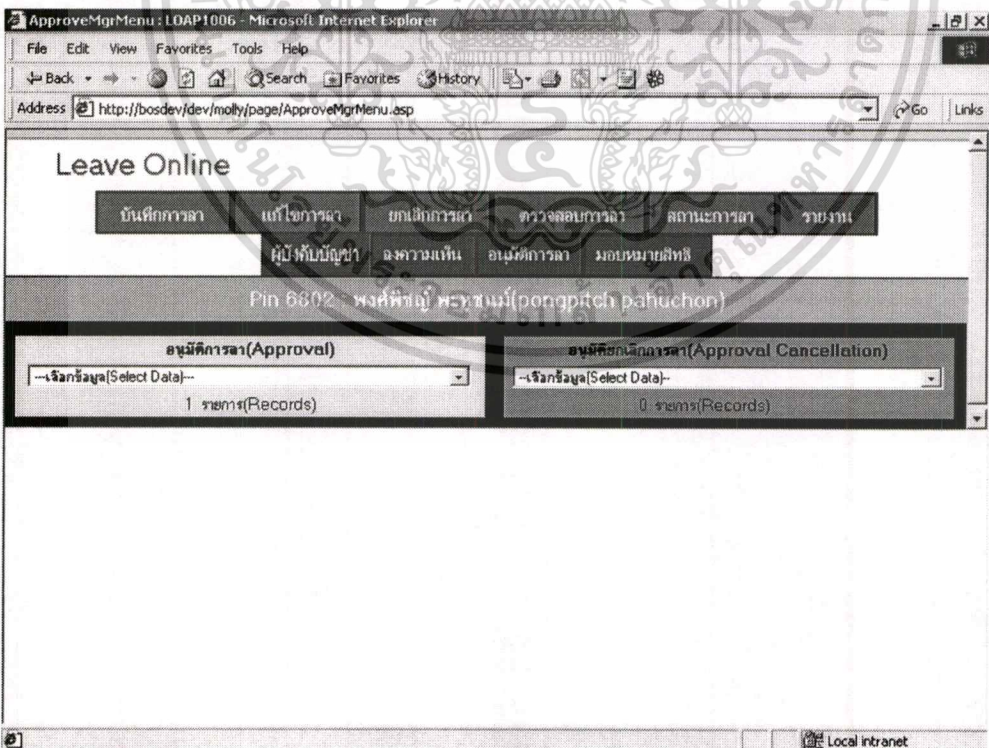 ApproveMgrMenu : LOAP1006 - Microsoft Internet Explorer
File Edit View Favorites Tools Help
Back Search Favorites History
Address http://bosdev/dev/molly/page/ApproveMgrMenu.asp Go Links
Leave Online
บันทึกการลา แก้ไขการลา ยกเลิกการลา ตรวจสอบการลา สถานะการลา รายงาน
ผู้บังคับบัญชา ลงความเห็น อนุมัติการลา มอบหมายสิทธิ
Pin 6802 : พงศ์พิชญ์ (pongpitch pahuchon)
อนุมัติการลา(Approval) อนุมัติยกเลิกการลา(Approval Cancellation)
---เลือกข้อมูล[Select Data]--- --เลือกข้อมูล[Select Data]--
1 รายการ(Records) 0 รายการ(Records)
Local intranet